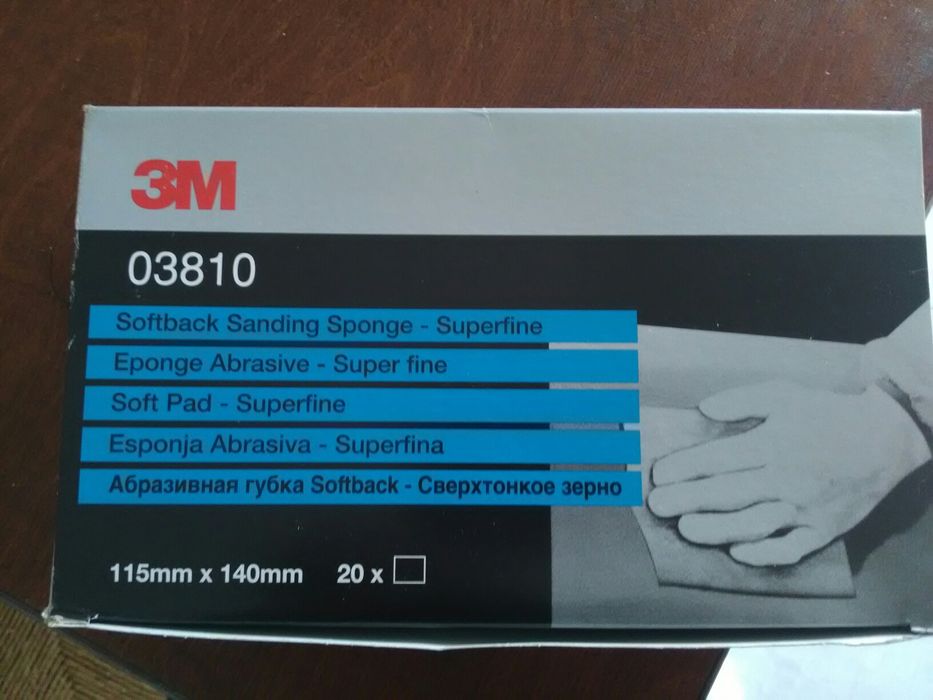 3M
03810
Softback Sanding Sponge - Superfine
Eponge Abrasive - Super fine
Soft Pad - Superfine
Esponja Abrasiva - Superfina
Абразивная губка Softback - Сверхтонкое зерно
115mm x 140mm 20 x